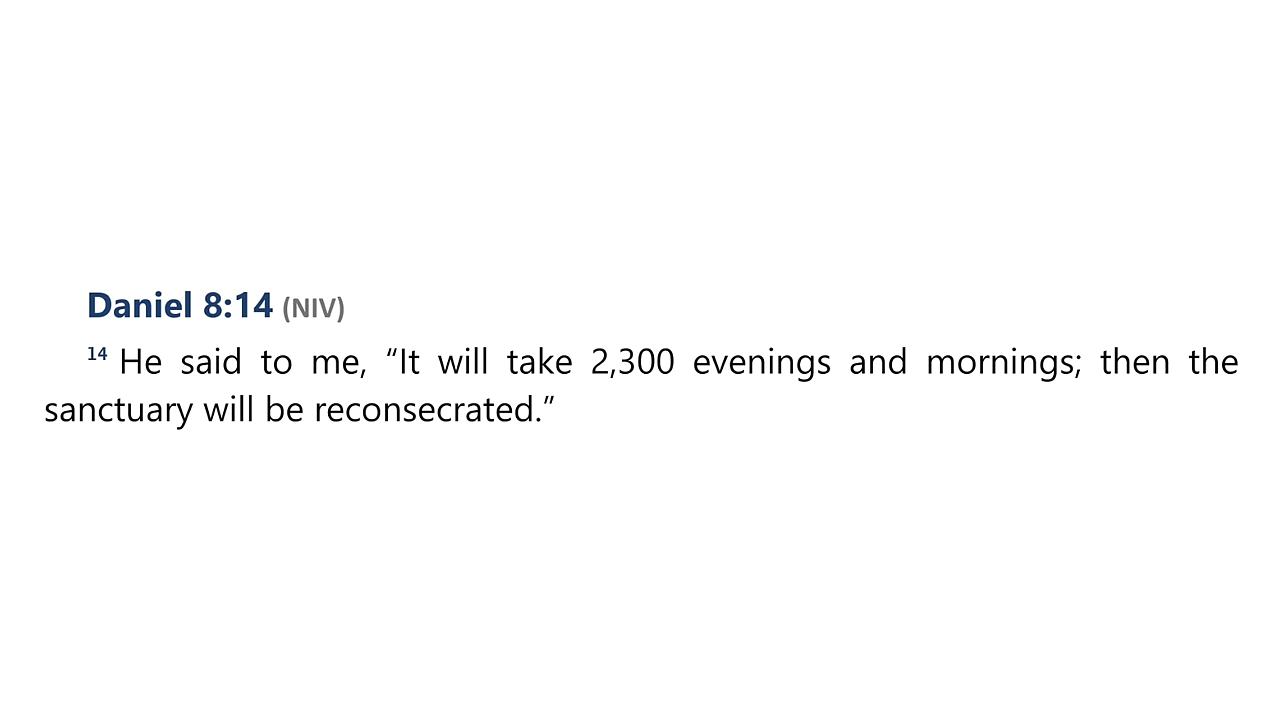 Daniel 8:14 (NIV)
14 He said to me, “It will take 2,300 evenings and mornings; then the
sanctuary will be reconsecrated.”